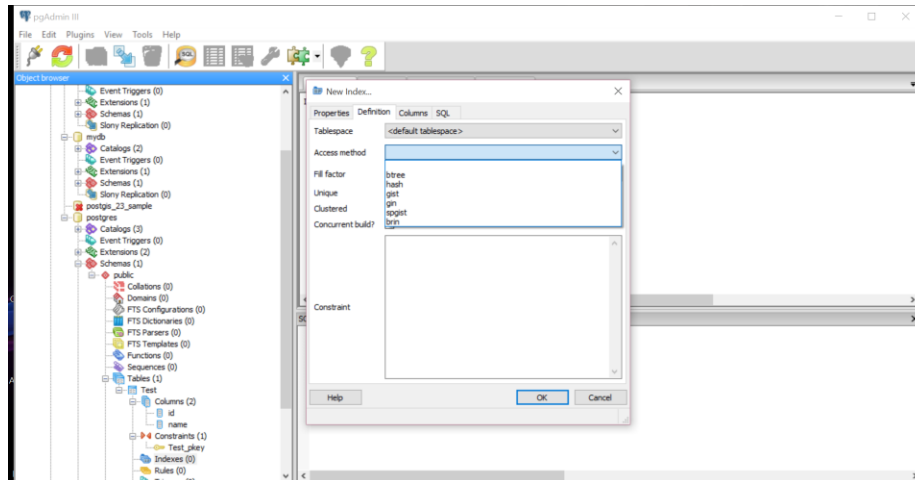 pgAdmin III
File Edit Plugins View Tools Help
SQL
Object browser
Event Triggers (0)
Extensions (1)
Schemas (1)
Slony Replication (0)
mydb
Catalogs (2)
Event Triggers (0)
Extensions (1)
Schemas (1)
Slony Replication (0)
postgis_23_sample
postgres
Catalogs (3)
Event Triggers (0)
Extensions (2)
Schemas (1)
public
Collations (0)
Domains (0)
FTS Configurations (0)
FTS Dictionaries (0)
FTS Parsers (0)
FTS Templates (0)
Functions (0)
Sequences (0)
Tables (1)
Test
Columns (2)
id
name
Constraints (1)
Test_pkey
Indexes (0)
Rules (0)
New Index...
Properties Definition Columns SQL
Tablespace <default tablespace>
Access method
Fill factor
btree
hash
Unique
gist
gin
Clustered
spgist
Concurrent build?
brin
Constraint
Help OK Cancel